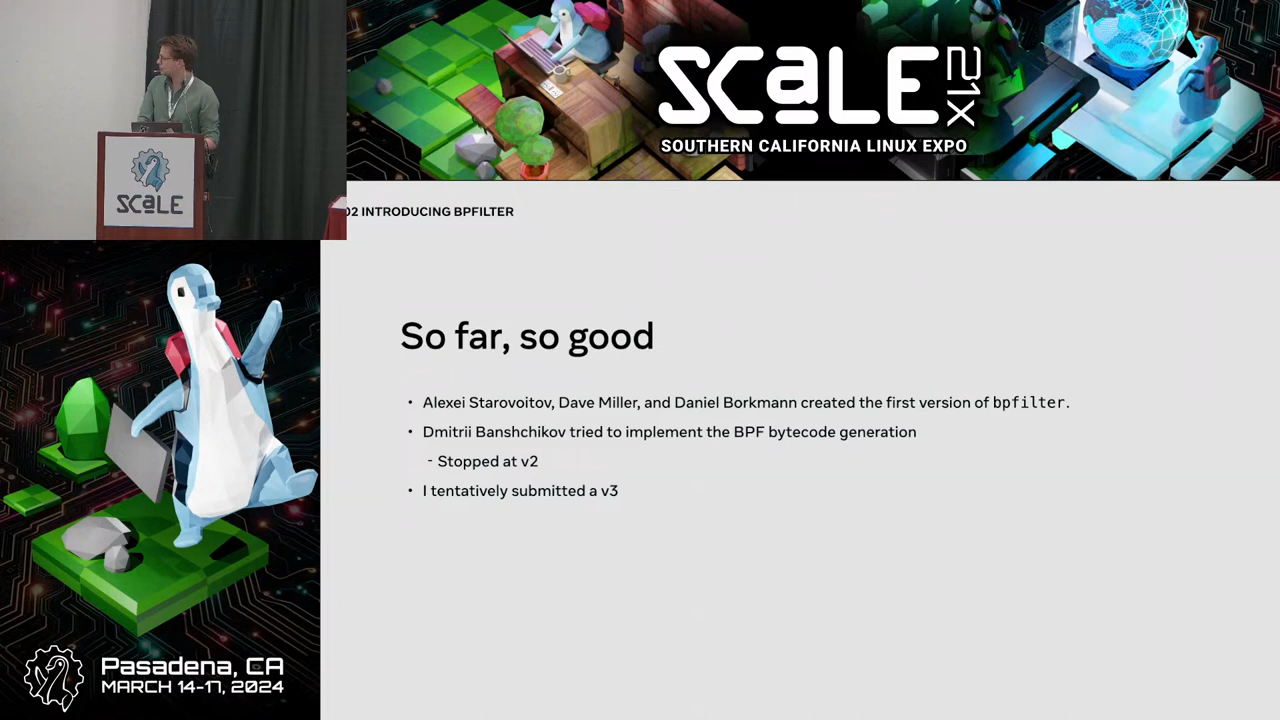 SCALE 21X
SOUTHERN CALIFORNIA LINUX EXPO
SCALE
02 INTRODUCING BPFILTER
So far, so good
• Alexei Starovoitov, Dave Miller, and Daniel Borkmann created the first version of bpfilter.
• Dmitrii Banshchikov tried to implement the BPF bytecode generation
- Stopped at v2
• I tentatively submitted a v3
Pasadena, CA
MARCH 14-17, 2024